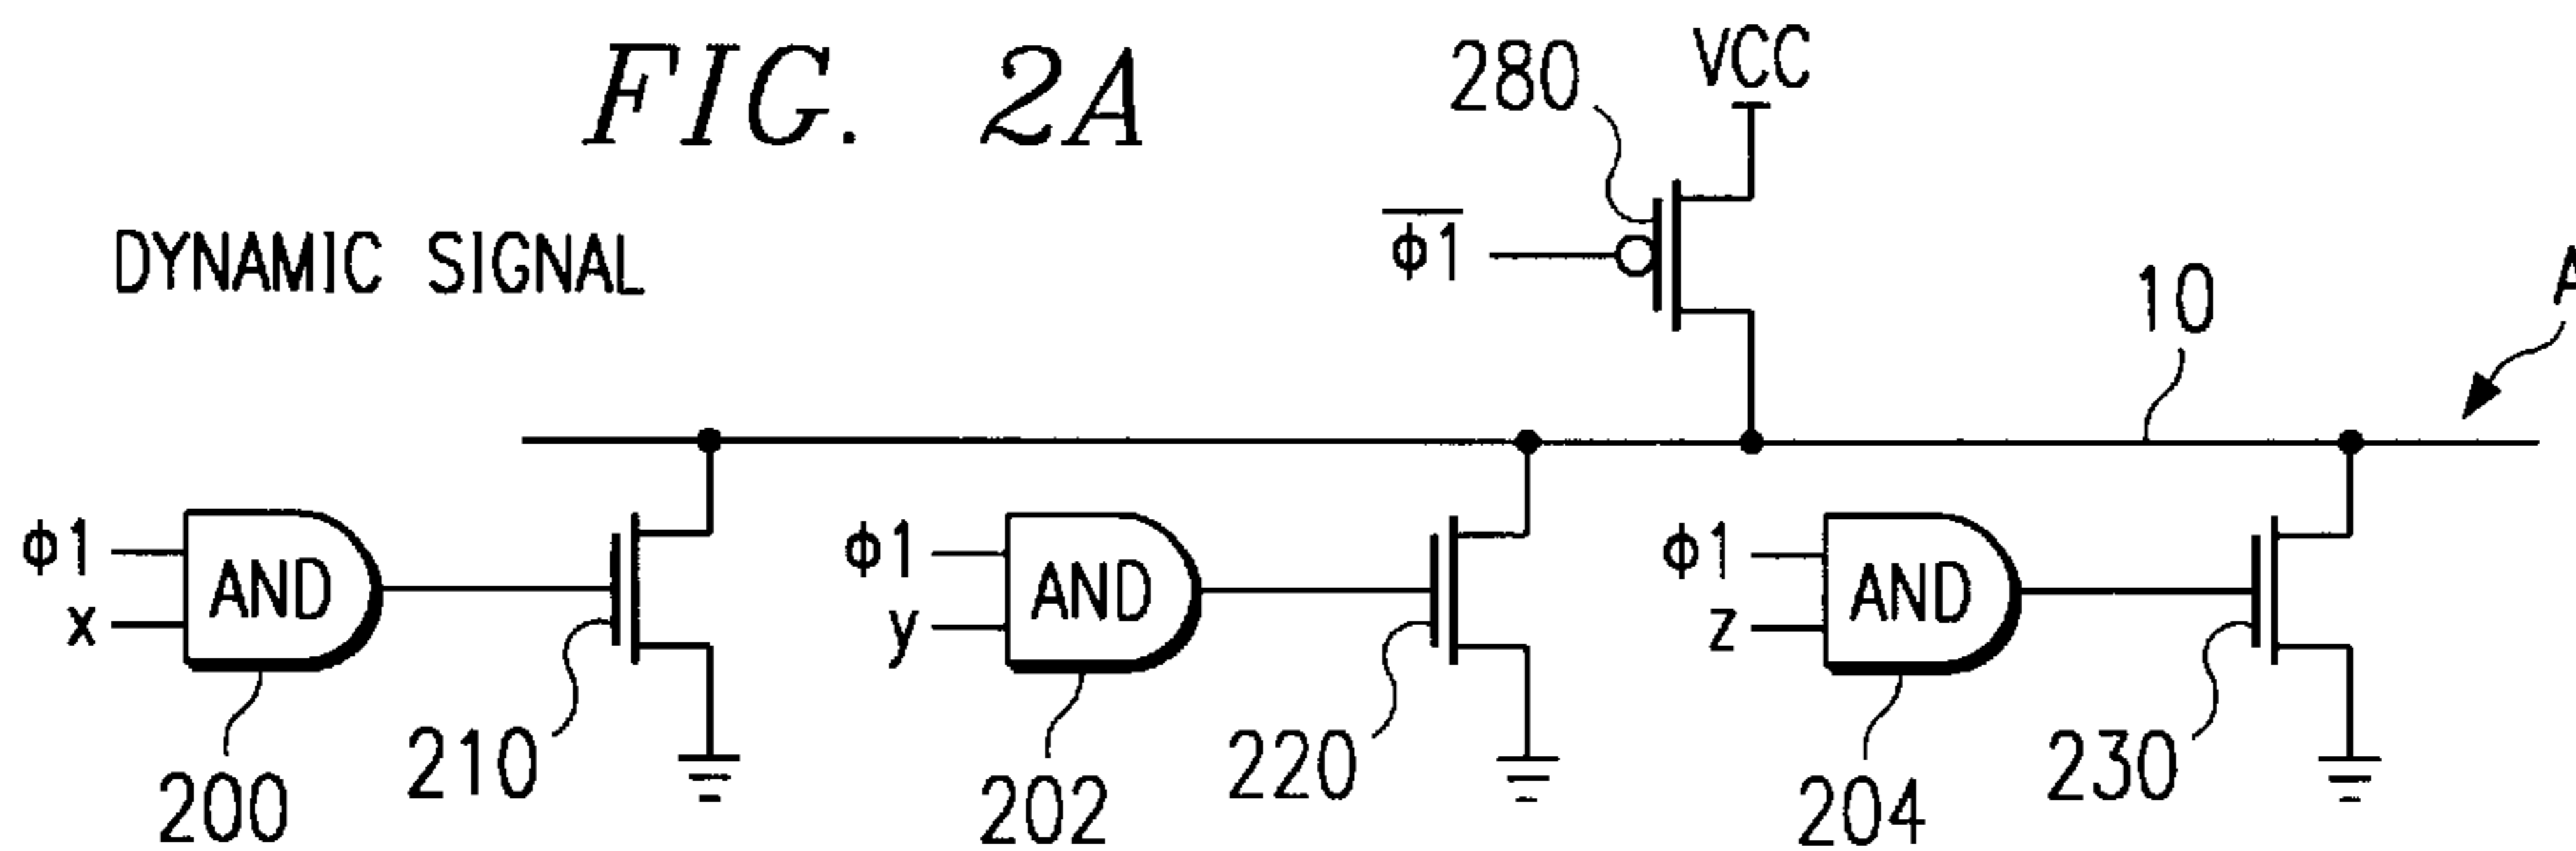 FIG. 2A
280
VCC
DYNAMIC SIGNAL
ϕ1̅
10
A
ϕ1
x
AND
ϕ1
y
AND
ϕ1
z
AND
200
210
202
220
204
230